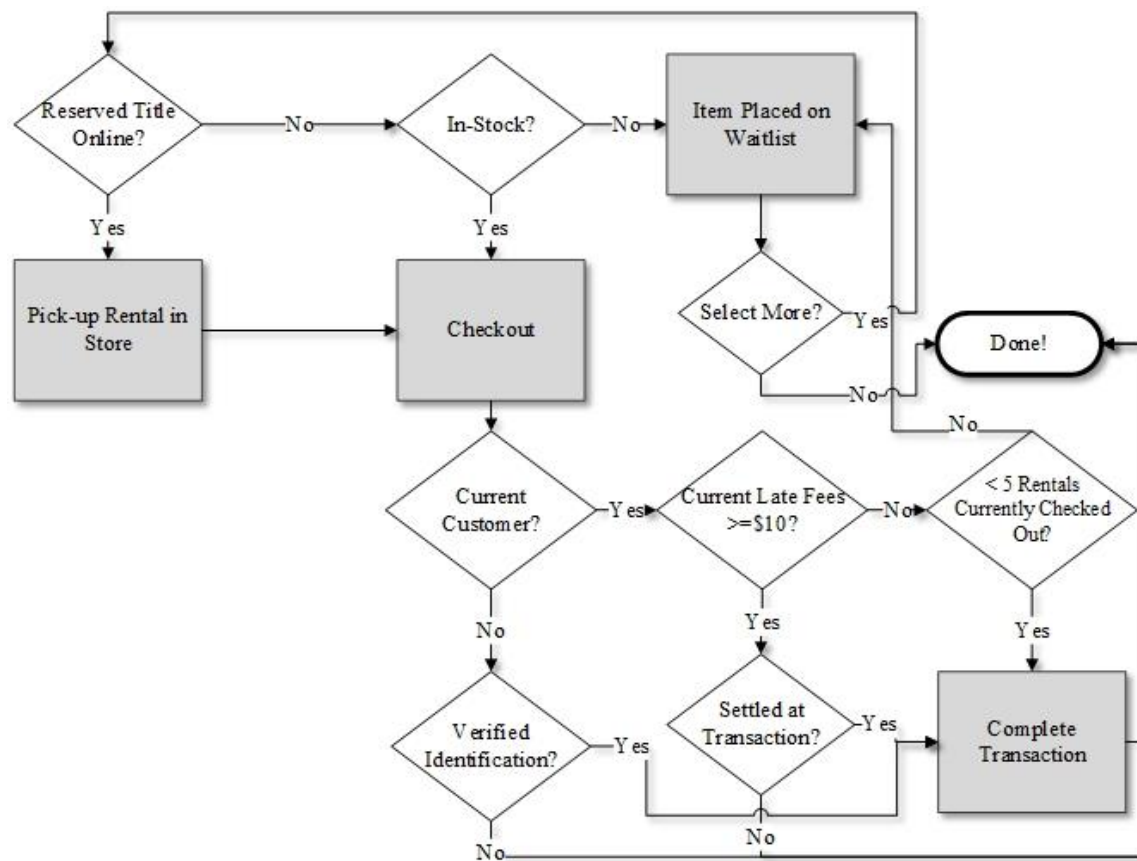 Reserved Title
Online?
No
In-Stock?
No
Item Placed on
Waitlist
Yes
Yes
Pick-up Rental in
Store
Checkout
Select More?
Yes
Done!
No
No
Current
Customer?
Yes
Current Late Fees
>=$10?
No
< 5 Rentals
Currently Checked
Out?
No
Yes
Yes
Verified
Identification?
Yes
Settled at
Transaction?
Yes
Complete
Transaction
No
No